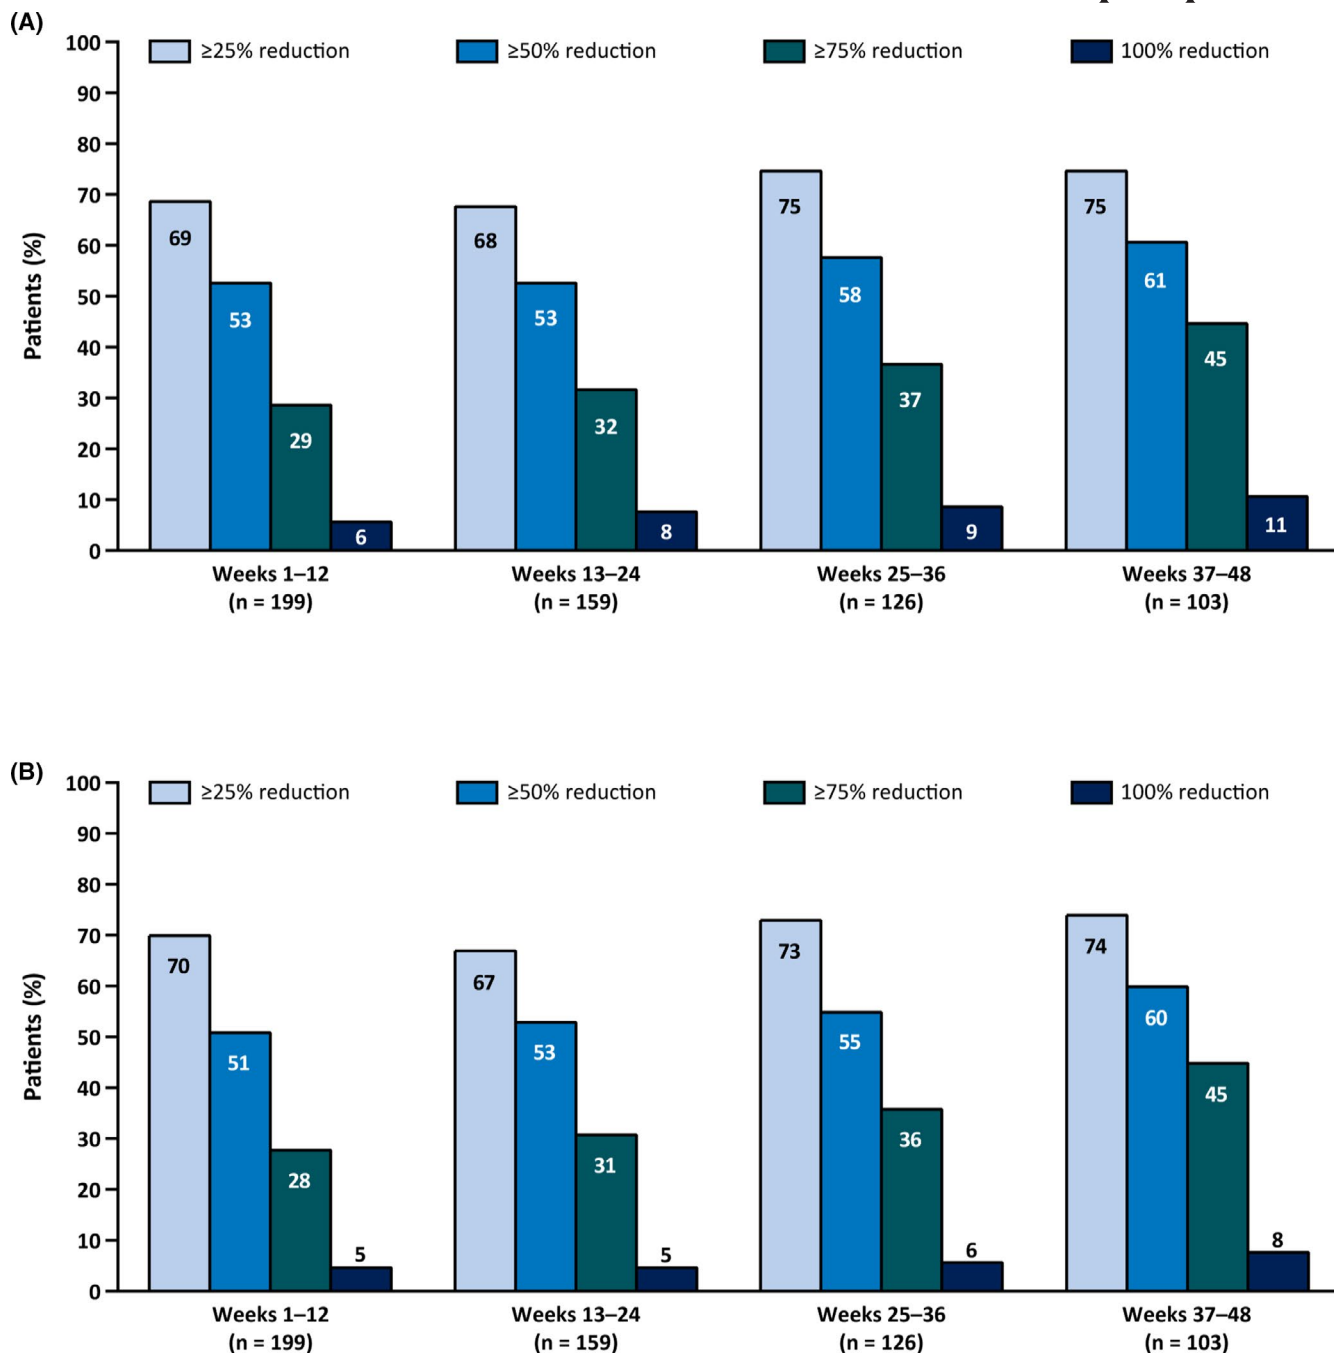 (A)
≥25% reduction ≥50% reduction ≥75% reduction 100% reduction
100
90
80
70
60
50
40
30
20
10
0
Patients (%)
69 53 29 6
68 53 32 8
75 58 37 9
75 61 45 11
Weeks 1–12 Weeks 13–24 Weeks 25–36 Weeks 37–48
(n = 199) (n = 159) (n = 126) (n = 103)
(B)
≥25% reduction ≥50% reduction ≥75% reduction 100% reduction
100
90
80
70
60
50
40
30
20
10
0
Patients (%)
70 51 28 5
67 53 31 5
73 55 36 6
74 60 45 8
Weeks 1–12 Weeks 13–24 Weeks 25–36 Weeks 37–48
(n = 199) (n = 159) (n = 126) (n = 103)